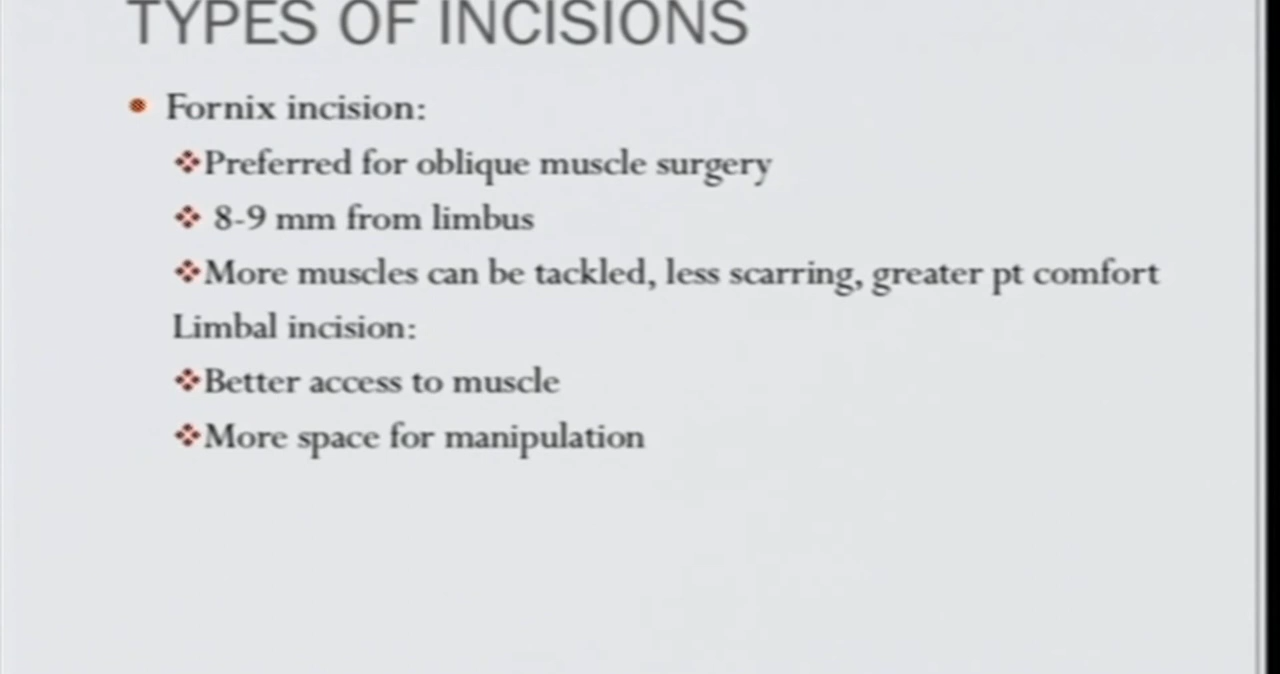 TYPES OF INCISIONS
Fornix incision:
Preferred for oblique muscle surgery
8-9 mm from limbus
More muscles can be tackled, less scarring, greater pt comfort
Limbal incision:
Better access to muscle
More space for manipulation